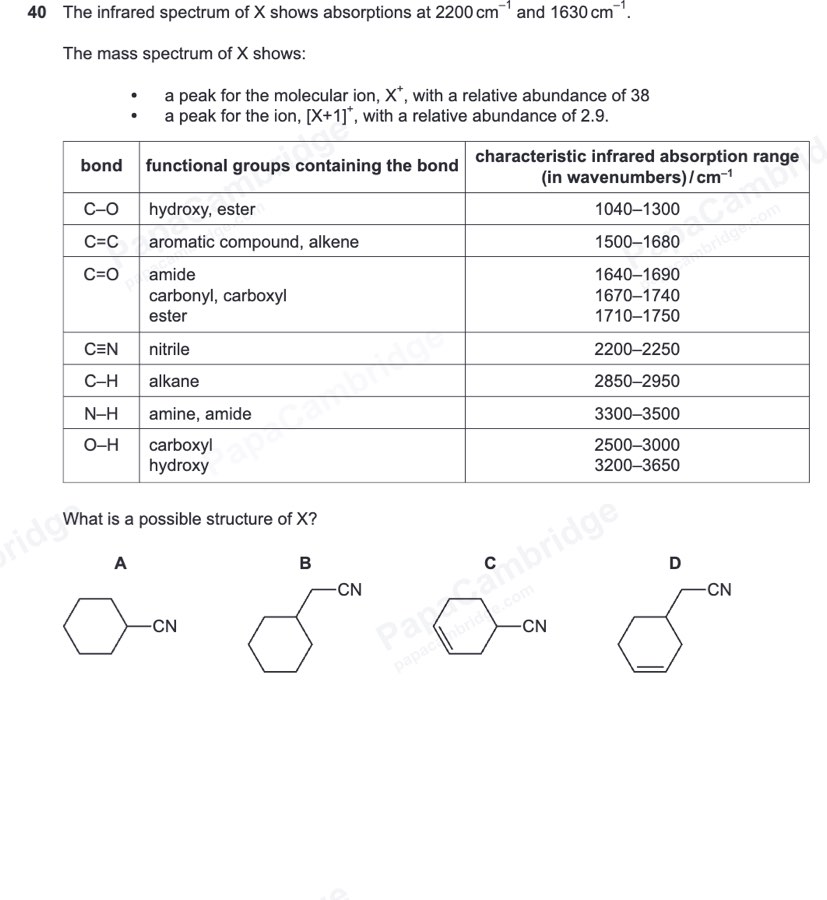 40 The infrared spectrum of X shows absorptions at 2200 cm⁻¹ and 1630 cm⁻¹.
The mass spectrum of X shows:
• a peak for the molecular ion, X⁺, with a relative abundance of 38
• a peak for the ion, [X+1]⁺, with a relative abundance of 2.9.
bond functional groups containing the bond characteristic infrared absorption range
(in wavenumbers)/cm⁻¹
C–O hydroxy, ester 1040–1300
C=C aromatic compound, alkene 1500–1680
C=O amide 1640–1690
carbonyl, carboxyl 1670–1740
ester 1710–1750
C≡N nitrile 2200–2250
C–H alkane 2850–2950
N–H amine, amide 3300–3500
O–H carboxyl 2500–3000
hydroxy 3200–3650
What is a possible structure of X?
A B C D
CN CN CN CN
PapaCambridge